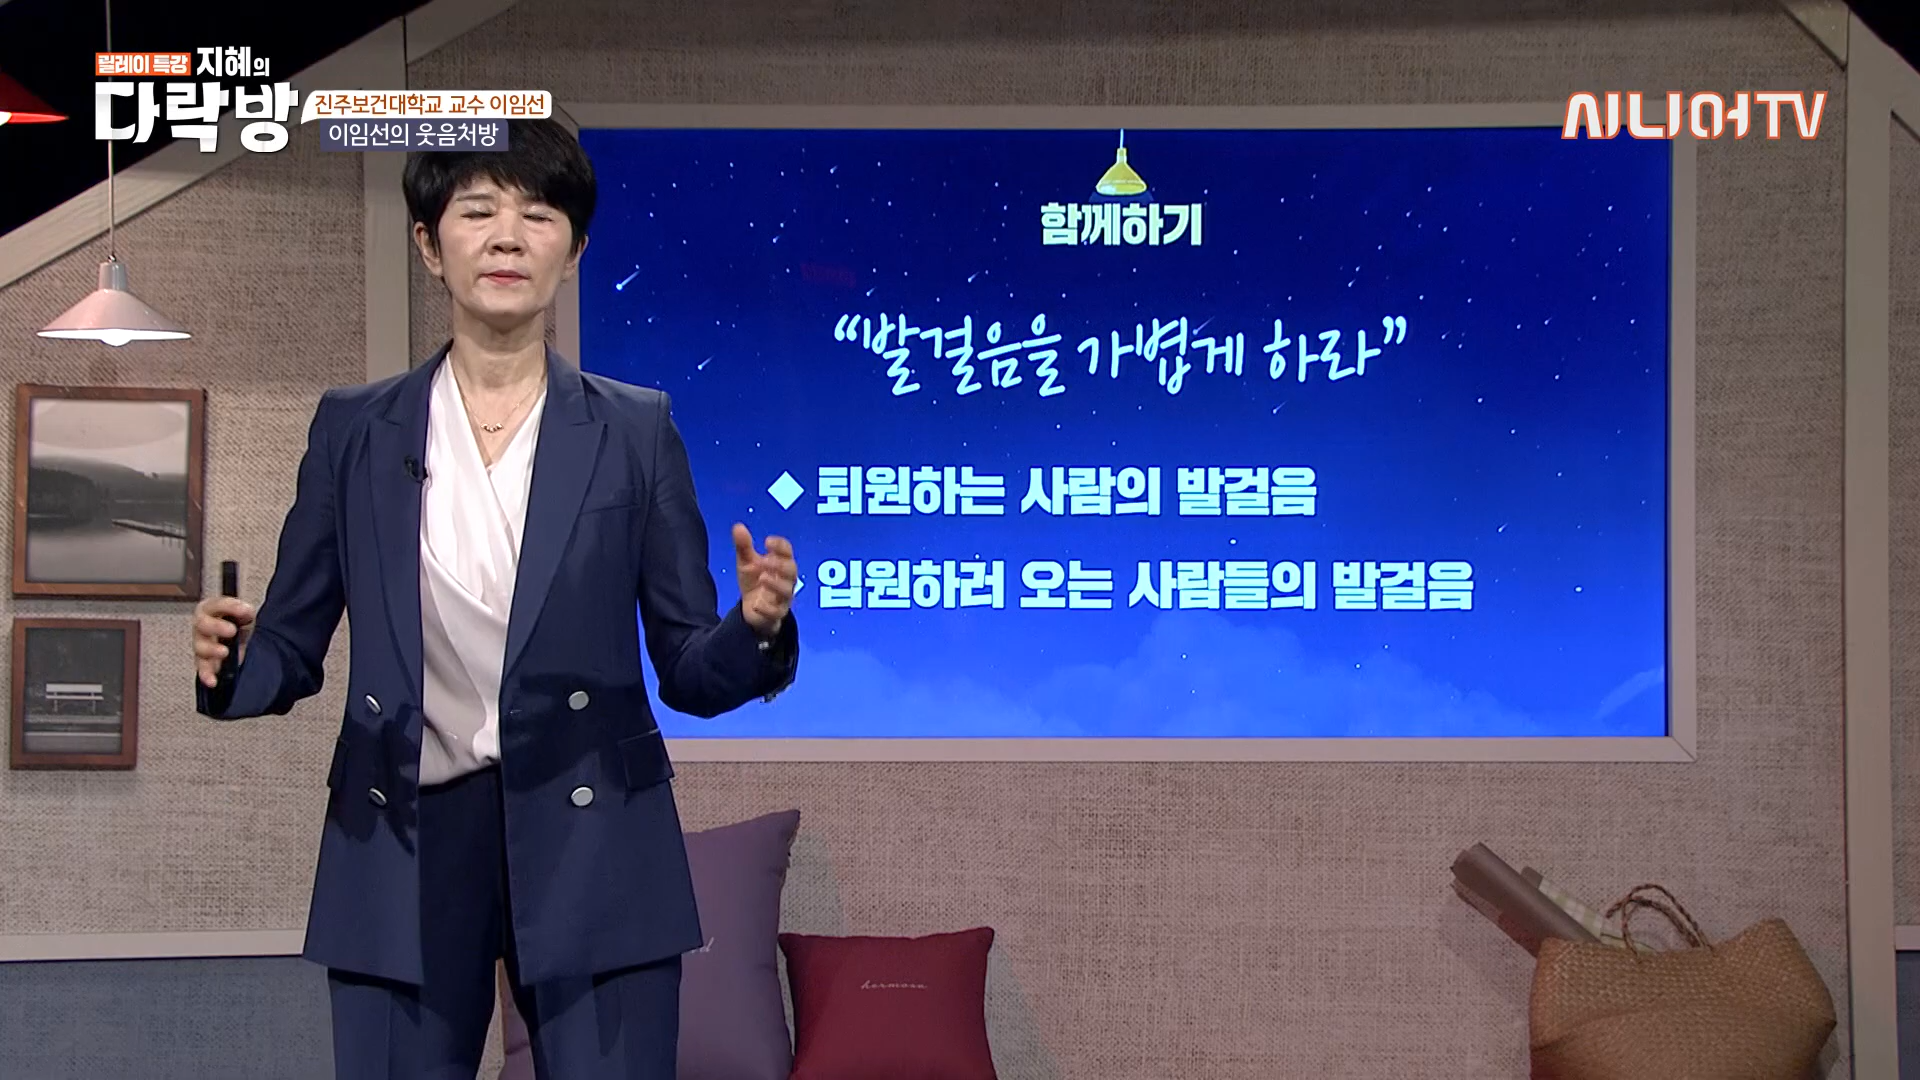 릴레이 특강 지혜의
다락방
진주보건대학교 교수 이임선
이임선의 웃음처방
시니어TV
함께하기
“발걸음을 가볍게 하라”
◆ 퇴원하는 사람의 발걸음
입원하러 오는 사람들의 발걸음
hermosa